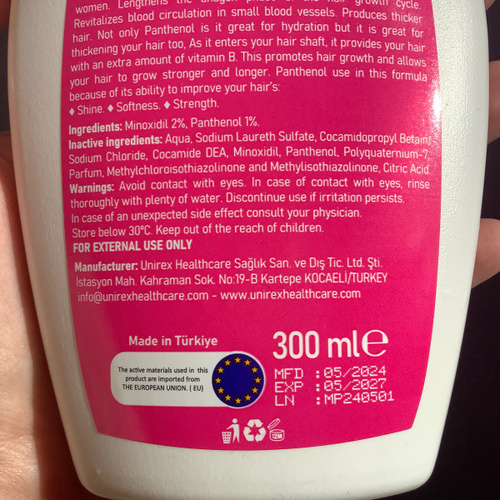 women. Lengthens the anagen phase of the hair growth cycle.
Revitalizes blood circulation in small blood vessels. Produces thicker
hair. Not only Panthenol is it great for hydration but it is great for
thickening your hair too, As it enters your hair shaft, it provides your hair
with an extra amount of vitamin B. This promotes hair growth and allows
your hair to grow stronger and longer. Panthenol use in this formula
because of its ability to improve your hair's:
♦ Shine. ♦ Softness. ♦ Strength.
Ingredients: Minoxidil 2%, Panthenol 1%.
Inactive ingredients: Aqua, Sodium Laureth Sulfate, Cocamidopropyl Betain,
Sodium Chloride, Cocamide DEA, Minoxidil, Panthenol, Polyquaternium-7,
Parfum, Methylchloroisothiazolinone and Methylisothiazolinone, Citric Acid.
Warnings: Avoid contact with eyes. In case of contact with eyes, rinse
thoroughly with plenty of water. Discontinue use if irritation persists.
In case of an unexpected side effect consult your physician.
Store below 30°C. Keep out of the reach of children.
FOR EXTERNAL USE ONLY
Manufacturer: Unirex Healthcare Sağlık San. ve Dış Tic. Ltd. Şti.
İstasyon Mah. Kahraman Sok. No:19-B Kartepe KOCAELİ/TURKEY
info@unirexhealthcare.com - www.unirexhealthcare.com
Made in Türkiye
300 ml℮
The active materials used in this
product are imported from
THE EUROPEAN UNION. ( EU)
MFD :05/2024
EXP :05/2027
LN :MP240501
12M